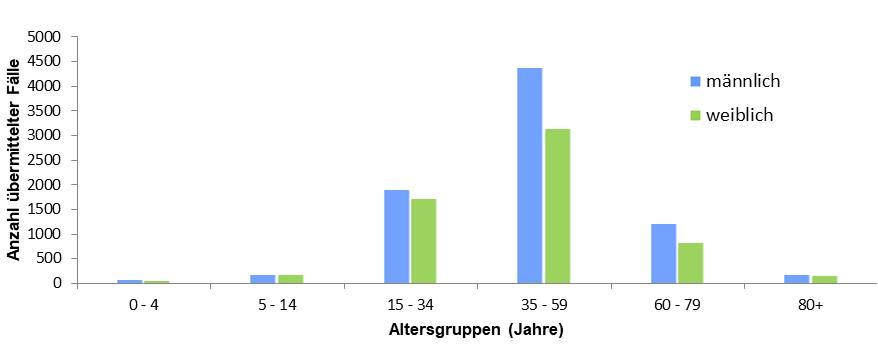 Anzahl übermittelter Fälle
5000
4500
4000
3500
3000
2500
2000
1500
1000
500
0
männlich
weiblich
0 - 4 5 - 14 15 - 34 35 - 59 60 - 79 80+
Altersgruppen (Jahre)